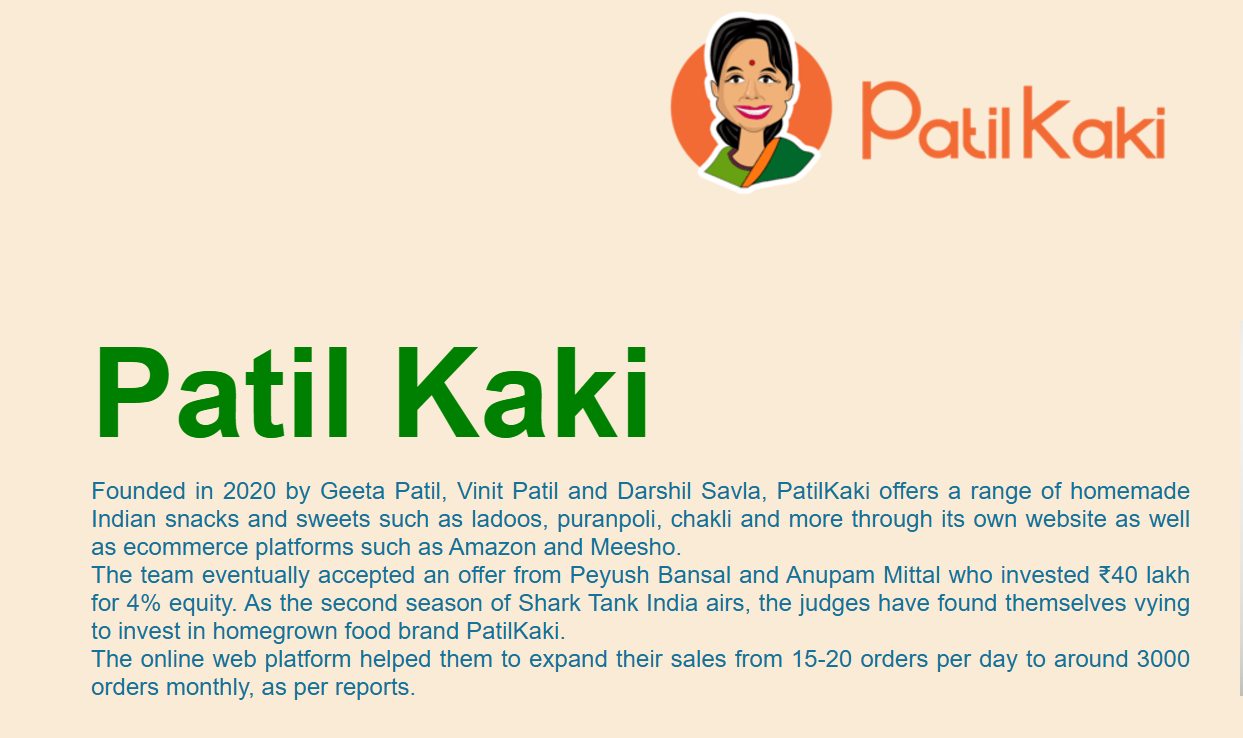 PatilKaki
Patil Kaki
Founded in 2020 by Geeta Patil, Vinit Patil and Darshil Savla, PatilKaki offers a range of homemade
Indian snacks and sweets such as ladoos, puranpoli, chakli and more through its own website as well
as ecommerce platforms such as Amazon and Meesho.
The team eventually accepted an offer from Peyush Bansal and Anupam Mittal who invested ₹40 lakh
for 4% equity. As the second season of Shark Tank India airs, the judges have found themselves vying
to invest in homegrown food brand PatilKaki.
The online web platform helped them to expand their sales from 15-20 orders per day to around 3000
orders monthly, as per reports.